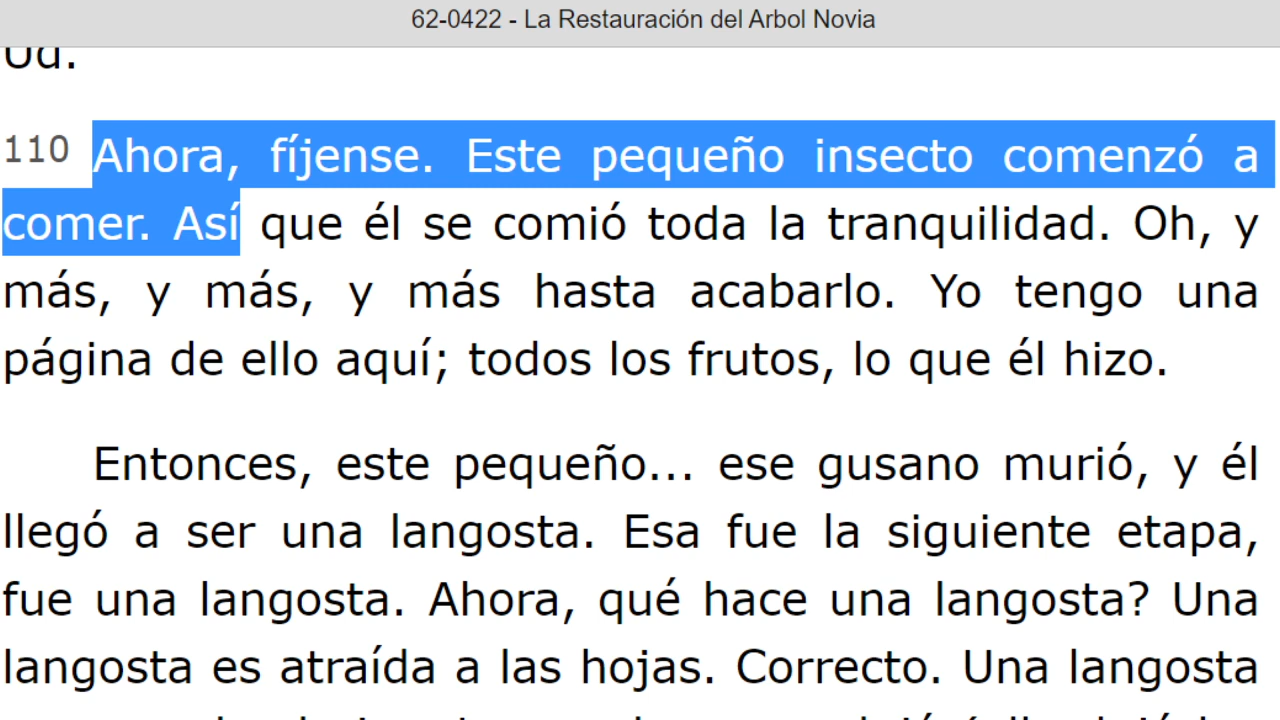 62-0422 - La Restauración del Arbol Novia
Ud.
110 Ahora, fíjense. Este pequeño insecto comenzó a
comer. Así que él se comió toda la tranquilidad. Oh, y
más, y más, y más hasta acabarlo. Yo tengo una
página de ello aquí; todos los frutos, lo que él hizo.
Entonces, este pequeño... ese gusano murió, y él
llegó a ser una langosta. Esa fue la siguiente etapa,
fue una langosta. Ahora, qué hace una langosta? Una
langosta es atraída a las hojas. Correcto. Una langosta